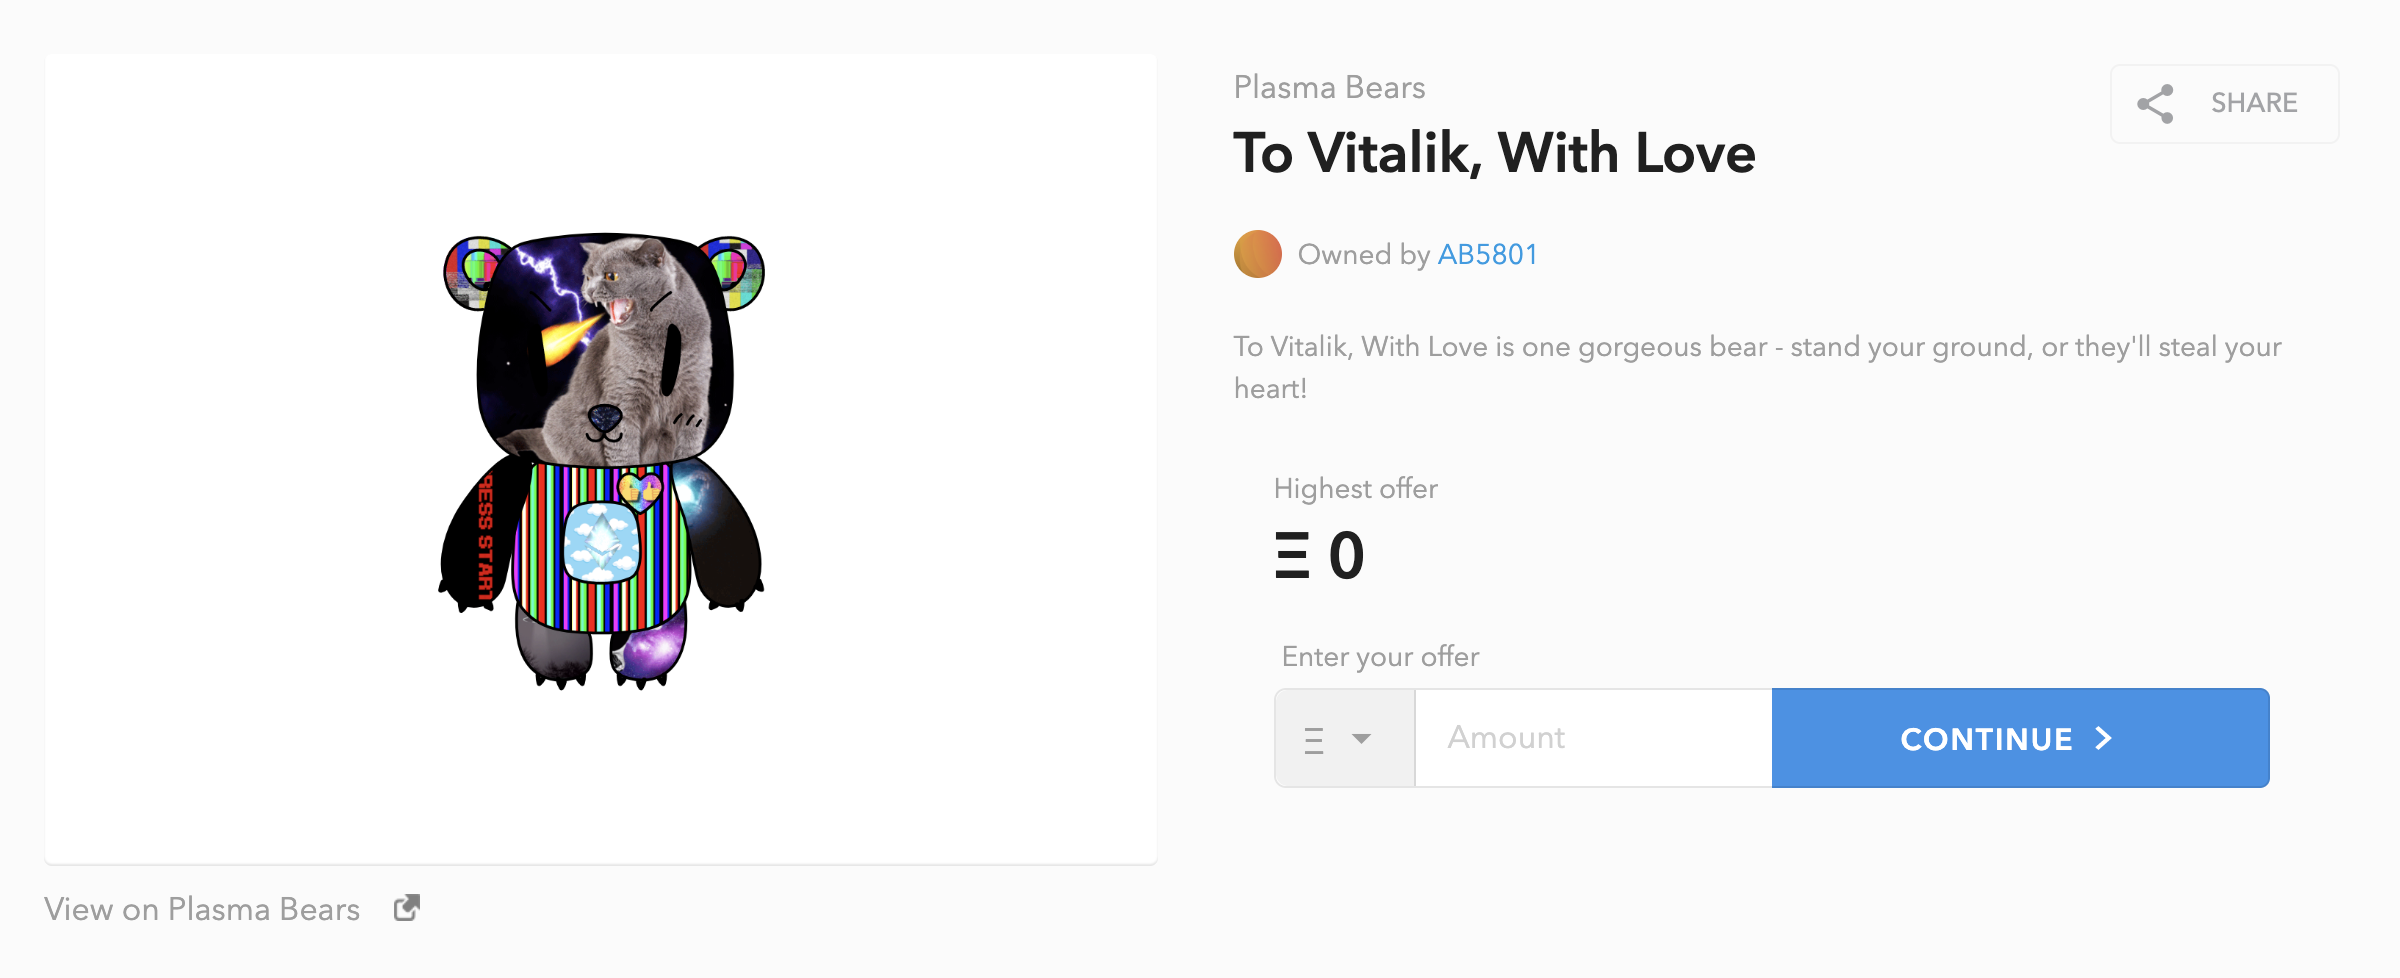 Plasma Bears
SHARE
To Vitalik, With Love
Owned by AB5801
To Vitalik, With Love is one gorgeous bear - stand your ground, or they'll steal your
heart!
Highest offer
Ξ 0
Enter your offer
Ξ Amount
CONTINUE
RESS START
View on Plasma Bears